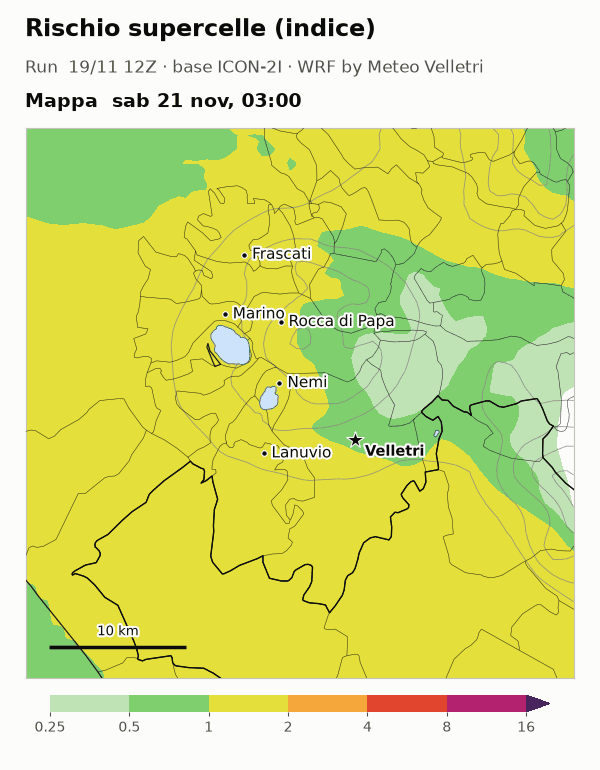 Rischio supercelle (indice)
Run  19/11 12Z · base ICON-2I · WRF by Meteo Velletri
Mappa  sab 21 nov, 03:00
Frascati
Marino
Rocca di Papa
Nemi
Velletri
Lanuvio
10 km
0.25 0.5 1 2 4 8 16